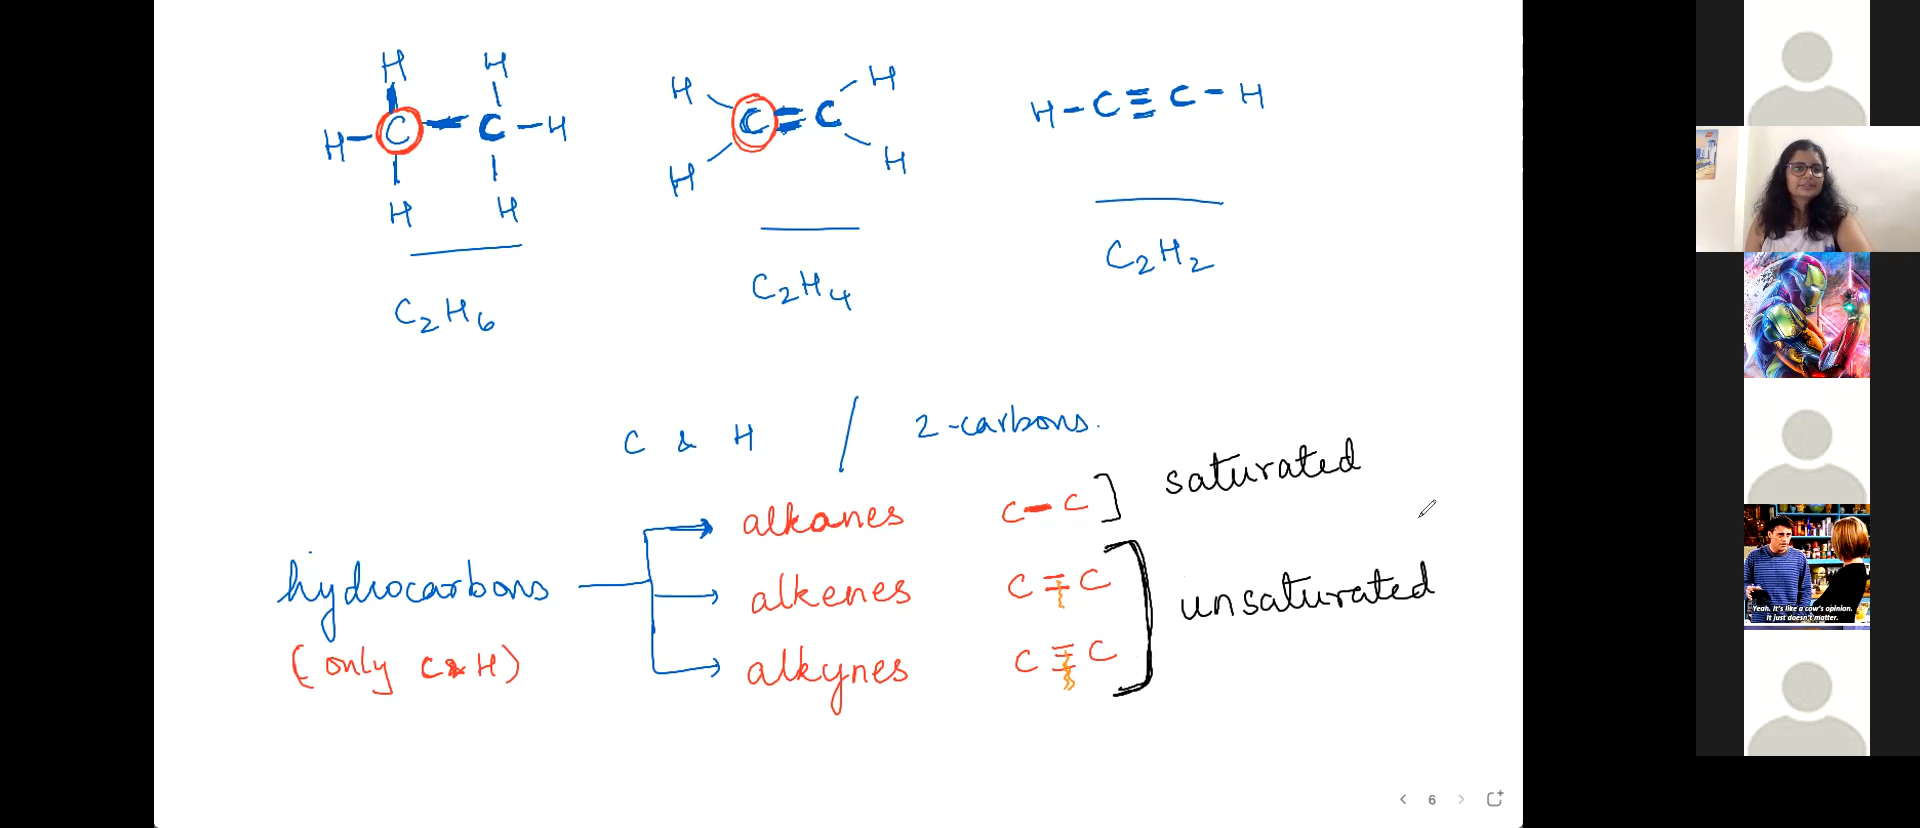 H H
H-C-C-H
H H
H H
C=C
H H
H-C≡C-H
C₂H₆
C₂H₄
C₂H₂
C & H / 2-carbons.
hydrocarbons
(only C & H)
alkanes C-C ] saturated
alkenes C=C
alkynes C≡C
] unsaturated
Yeah. It's like a cow's opinion.
It just doesn't matter.
6